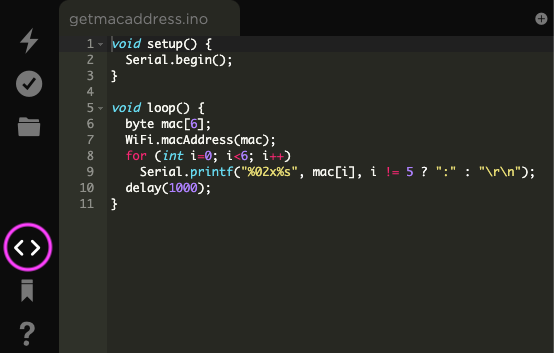 getmacaddress.ino
1 void setup() {
2   Serial.begin();
3 }
4
5 void loop() {
6   byte mac[6];
7   WiFi.macAddress(mac);
8   for (int i=0; i<6; i++)
9     Serial.printf("%02x%s", mac[i], i != 5 ? ":" : "\r\n");
10   delay(1000);
11 }